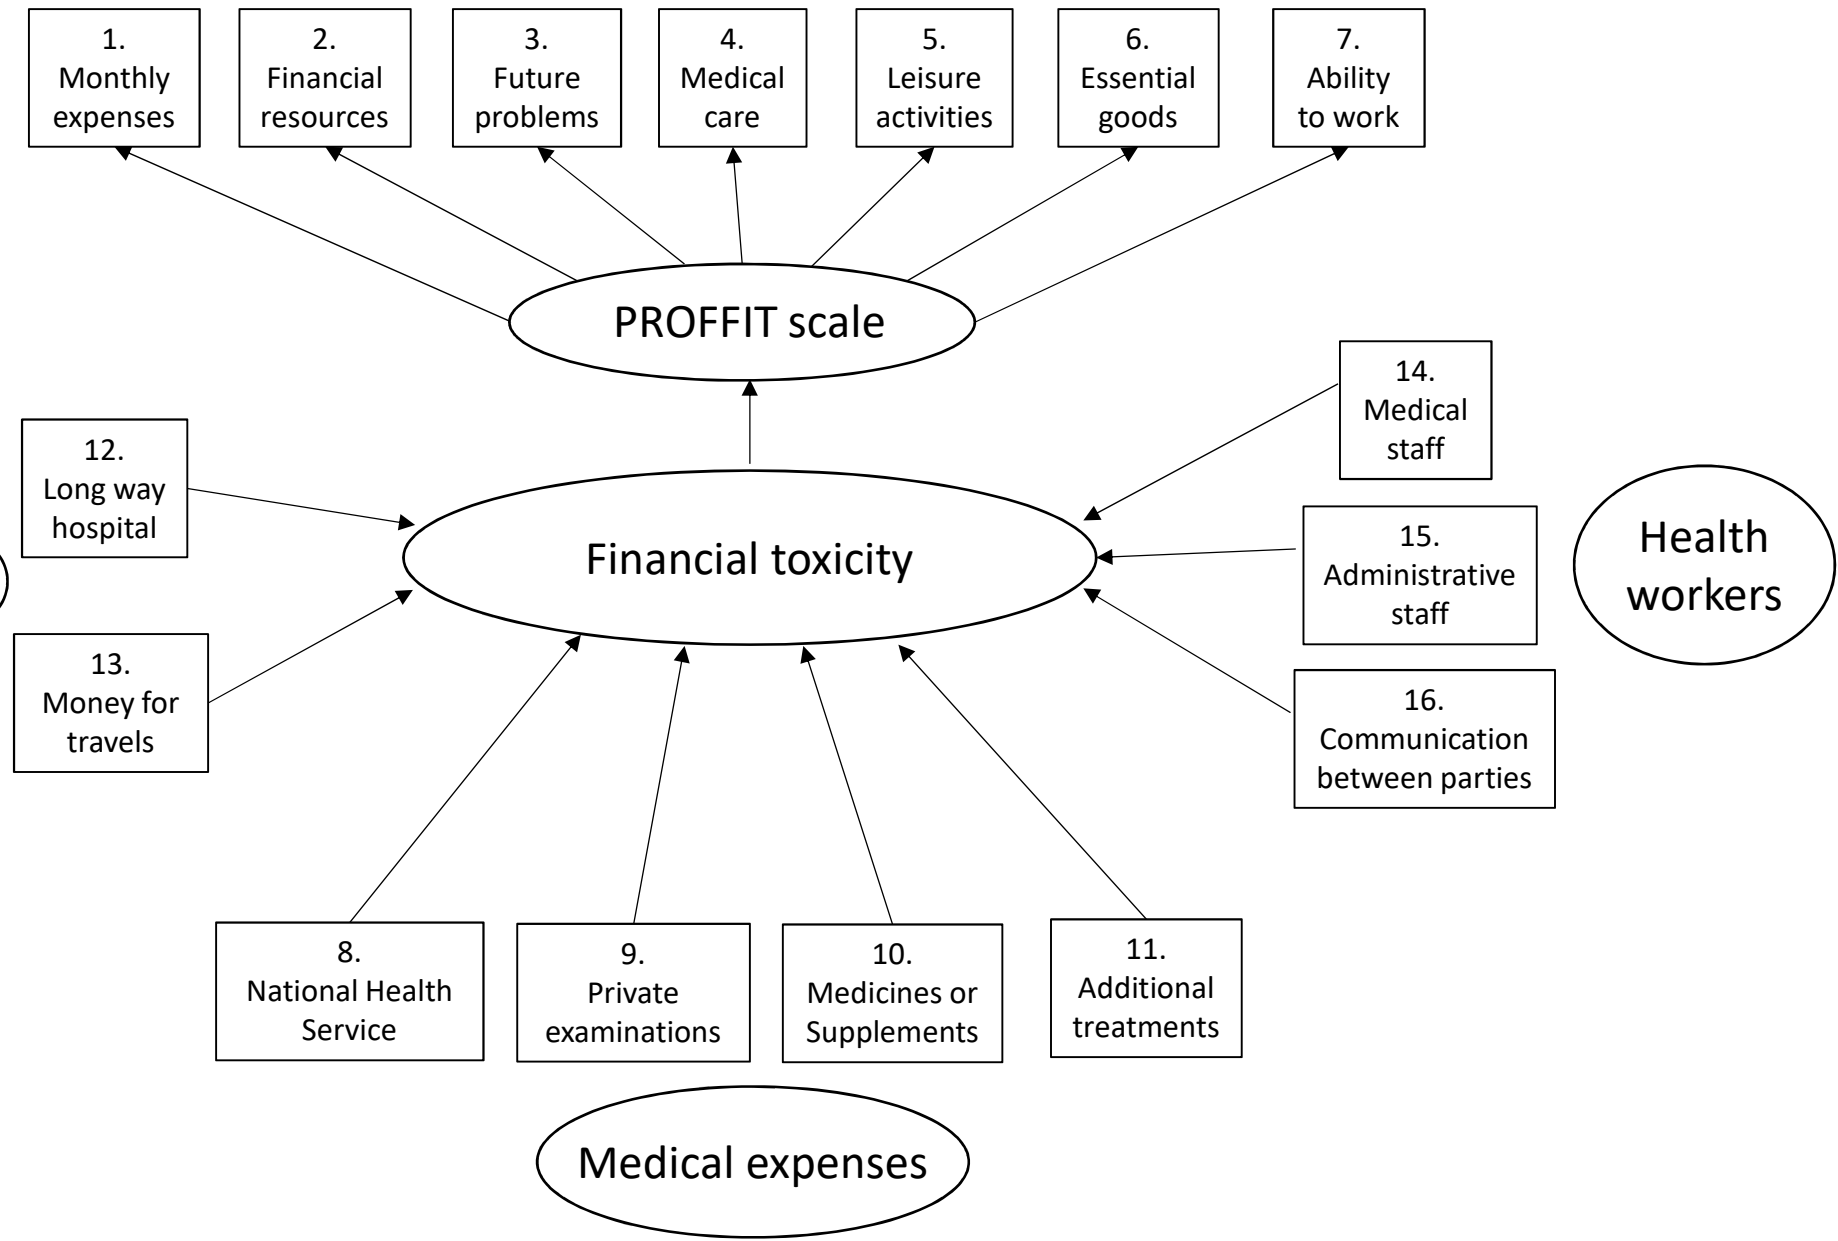 1.
Monthly
expenses
2.
Financial
resources
3.
Future
problems
4.
Medical
care
5.
Leisure
activities
6.
Essential
goods
7.
Ability
to work
PROFFIT scale
14.
Medical
staff
12.
Long way
hospital
Financial toxicity
15.
Administrative
staff
Health
workers
13.
Money for
travels
16.
Communication
between parties
8.
National Health
Service
9.
Private
examinations
10.
Medicines or
Supplements
11.
Additional
treatments
Medical expenses